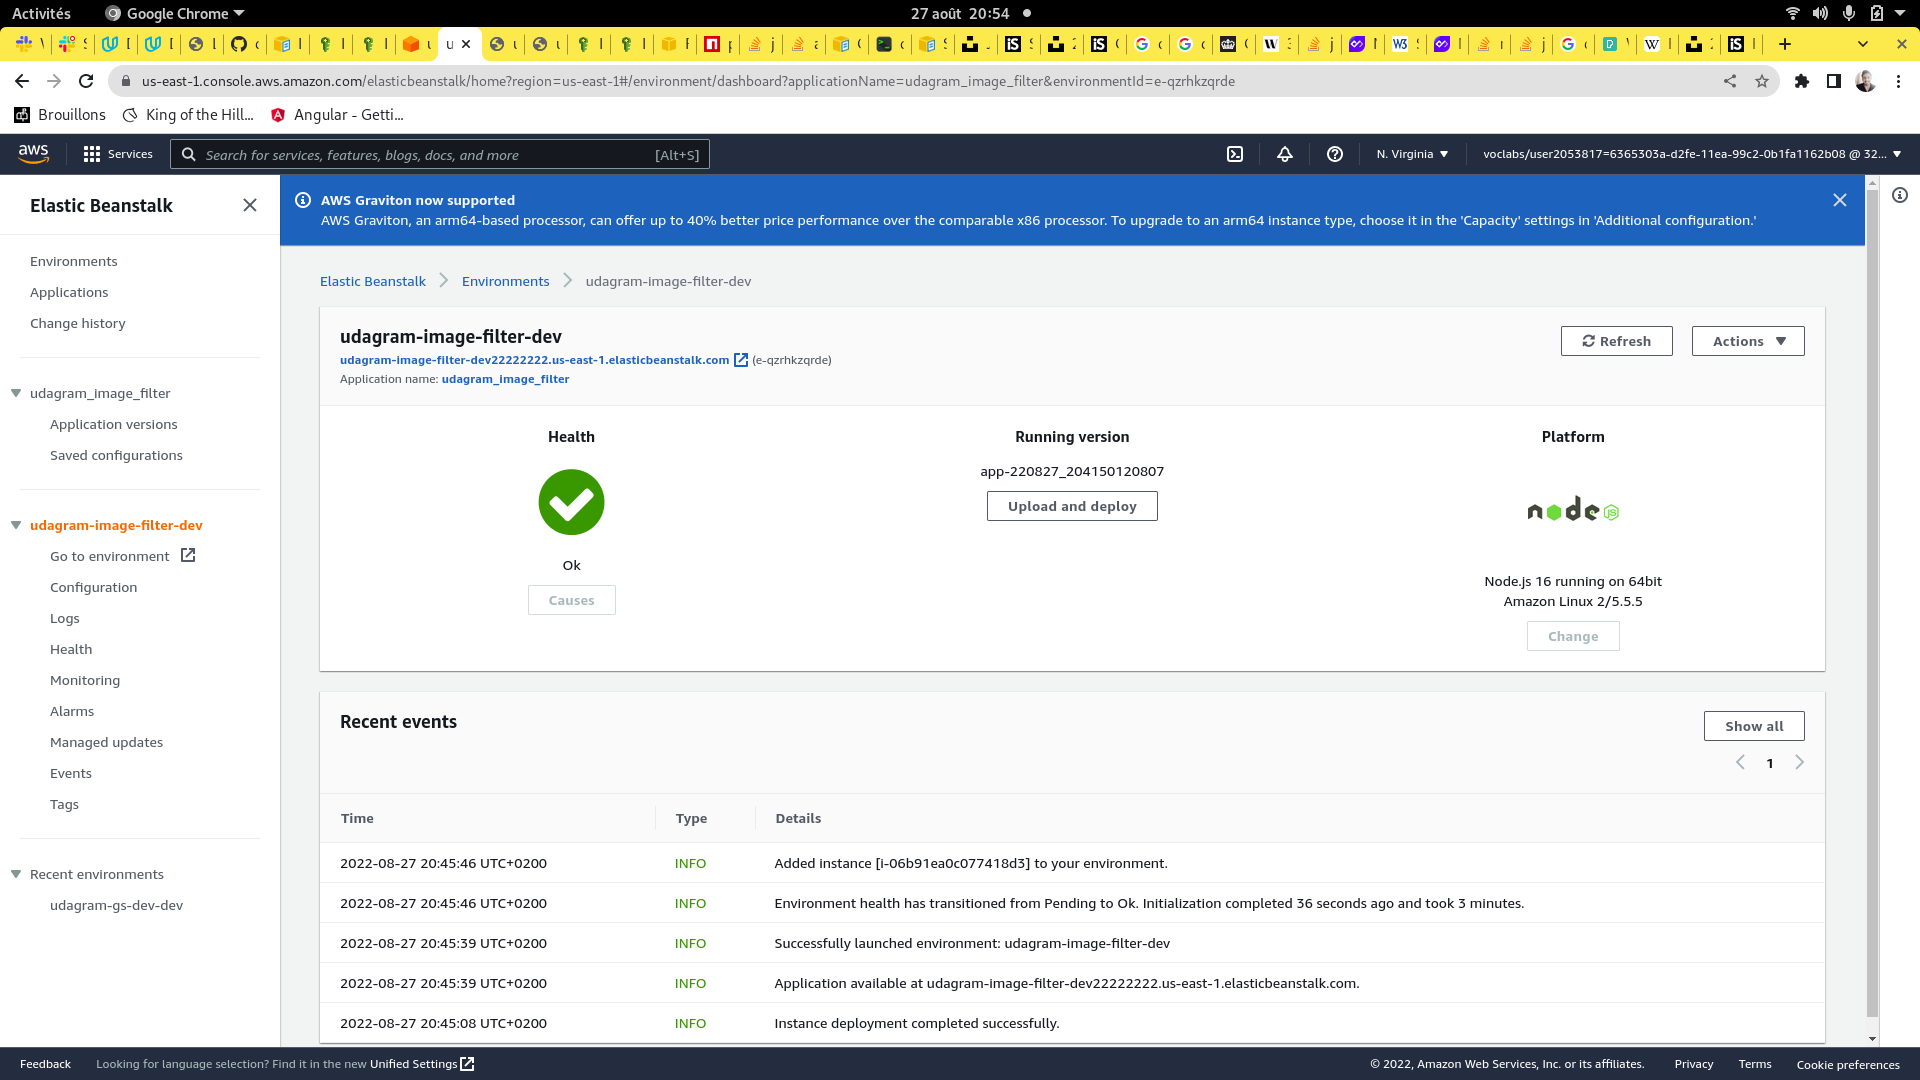 Activités
Google Chrome
27 août 20:54
us-east-1.console.aws.amazon.com/elasticbeanstalk/home?region=us-east-1#/environment/dashboard?applicationName=udagram_image_filter&environmentId=e-qzrhkzqrde
Brouillons
King of the Hill...
Angular - Getti...
aws
Services
Search for services, features, blogs, docs, and more
[Alt+S]
N. Virginia
voclabs/user2053817=6365303a-d2fe-11ea-99c2-0b1fa1162b08 @ 32...
Elastic Beanstalk
Environments
Applications
Change history
udagram_image_filter
Application versions
Saved configurations
udagram-image-filter-dev
Go to environment
Configuration
Logs
Health
Monitoring
Alarms
Managed updates
Events
Tags
Recent environments
udagram-gs-dev-dev
AWS Graviton now supported
AWS Graviton, an arm64-based processor, can offer up to 40% better price performance over the comparable x86 processor. To upgrade to an arm64 instance type, choose it in the 'Capacity' settings in 'Additional configuration.'
Elastic Beanstalk
Environments
udagram-image-filter-dev
udagram-image-filter-dev
udagram-image-filter-dev22222222.us-east-1.elasticbeanstalk.com (e-qzrhkzqrde)
Application name: udagram_image_filter
Refresh
Actions
Health
Ok
Causes
Running version
app-220827_204150120807
Upload and deploy
Platform
node JS
Node.js 16 running on 64bit
Amazon Linux 2/5.5.5
Change
Recent events
Show all
1
Time Type Details
2022-08-27 20:45:46 UTC+0200 INFO Added instance [i-06b91ea0c077418d3] to your environment.
2022-08-27 20:45:46 UTC+0200 INFO Environment health has transitioned from Pending to Ok. Initialization completed 36 seconds ago and took 3 minutes.
2022-08-27 20:45:39 UTC+0200 INFO Successfully launched environment: udagram-image-filter-dev
2022-08-27 20:45:39 UTC+0200 INFO Application available at udagram-image-filter-dev22222222.us-east-1.elasticbeanstalk.com.
2022-08-27 20:45:08 UTC+0200 INFO Instance deployment completed successfully.
Feedback
Looking for language selection? Find it in the new Unified Settings
© 2022, Amazon Web Services, Inc. or its affiliates.
Privacy
Terms
Cookie preferences